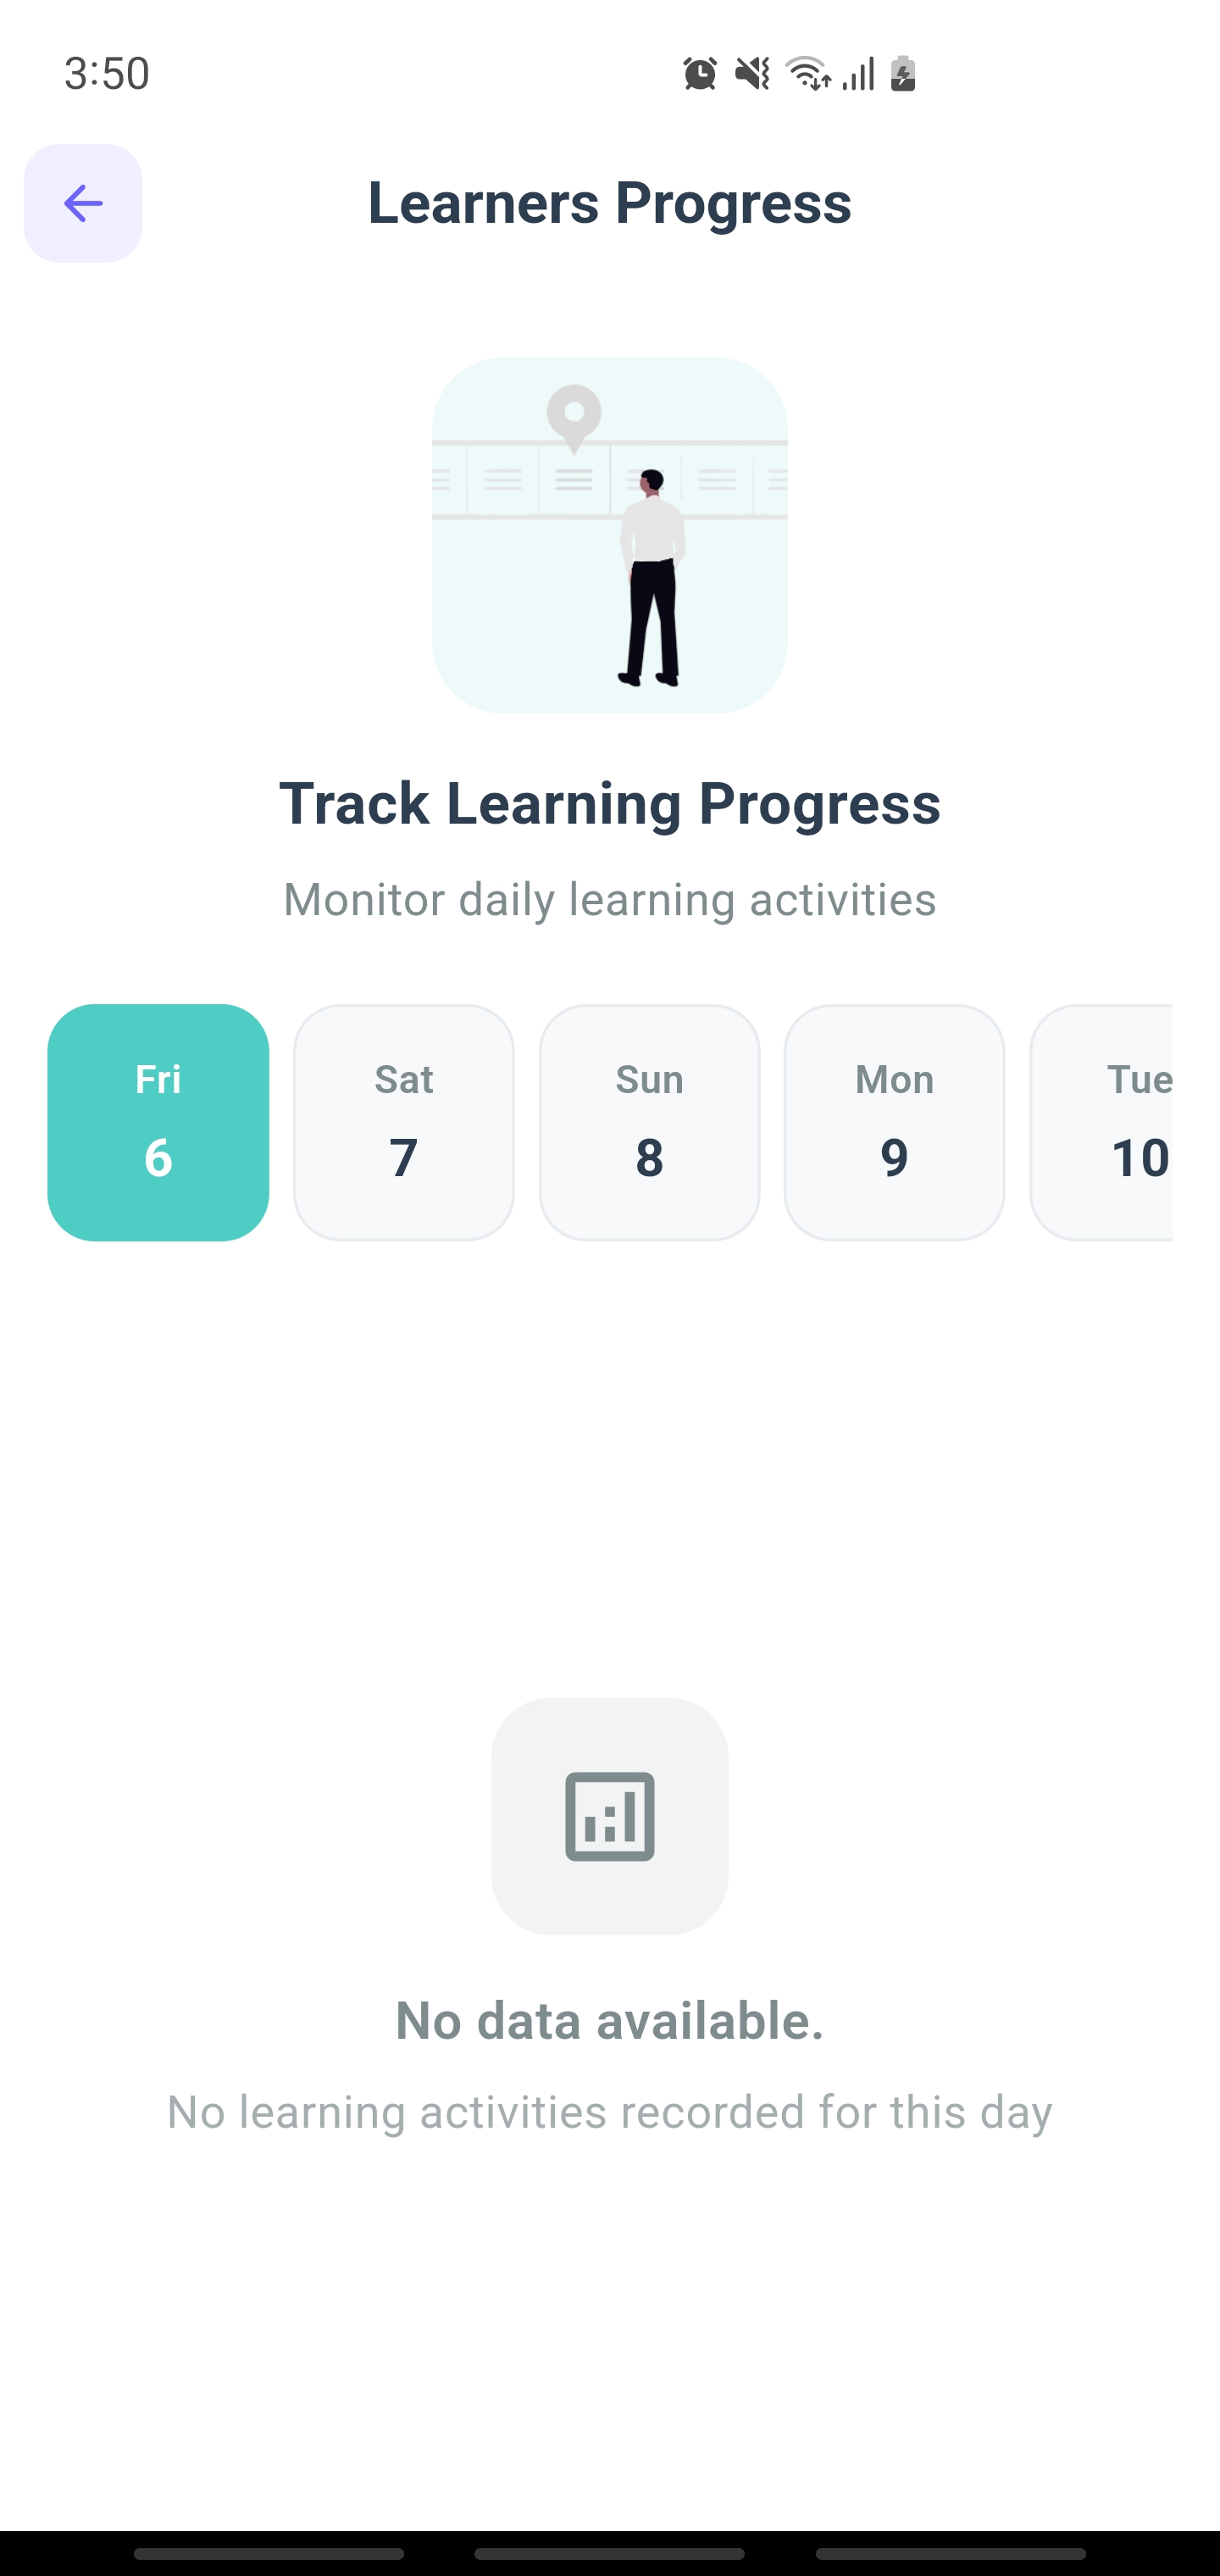 3:50
Learners Progress
Track Learning Progress
Monitor daily learning activities
Fri Sat Sun Mon Tue
6 7 8 9 10
No data available.
No learning activities recorded for this day